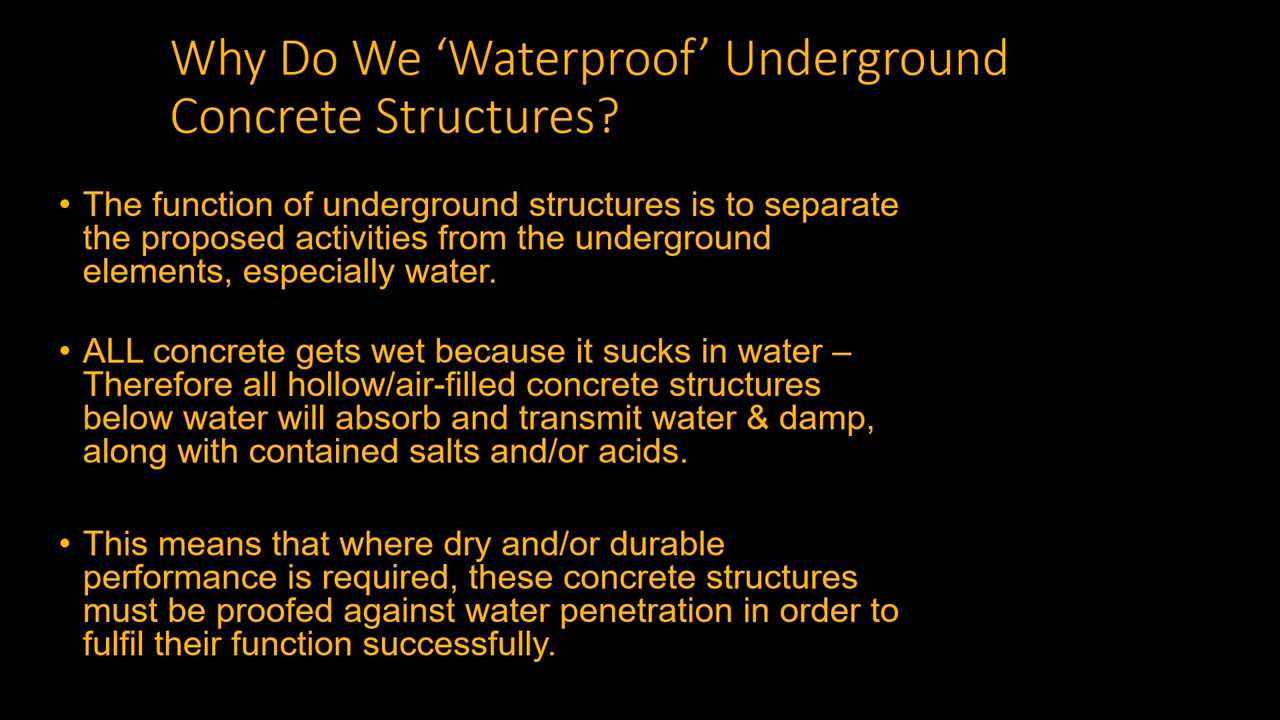 Why Do We ‘Waterproof’ Underground
Concrete Structures?
• The function of underground structures is to separate
the proposed activities from the underground
elements, especially water.
• ALL concrete gets wet because it sucks in water –
Therefore all hollow/air-filled concrete structures
below water will absorb and transmit water & damp,
along with contained salts and/or acids.
• This means that where dry and/or durable
performance is required, these concrete structures
must be proofed against water penetration in order to
fulfil their function successfully.